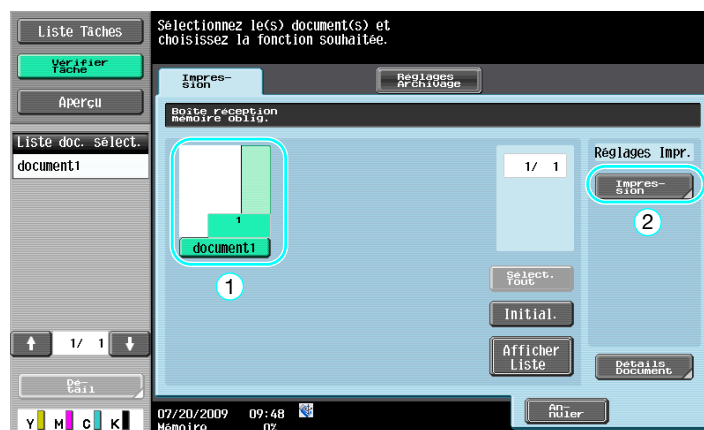 Liste Tâches
Vérifier
Tâche
Aperçu
Liste doc. sélect.
document1
1/ 1
Dé-
tail
Y M C K
Sélectionnez le(s) document(s) et
choisissez la fonction souhaitée.
Impres-
sion
Réglages
Archivage
Boîte réception
mémoire oblig.
1
document1
1
1/ 1
Sélect.
Tout
Initial.
Afficher
Liste
Réglages Impr.
Impres-
sion
2
Détails
Document
07/20/2009 09:48
Mémoire 0%
An-
nuler